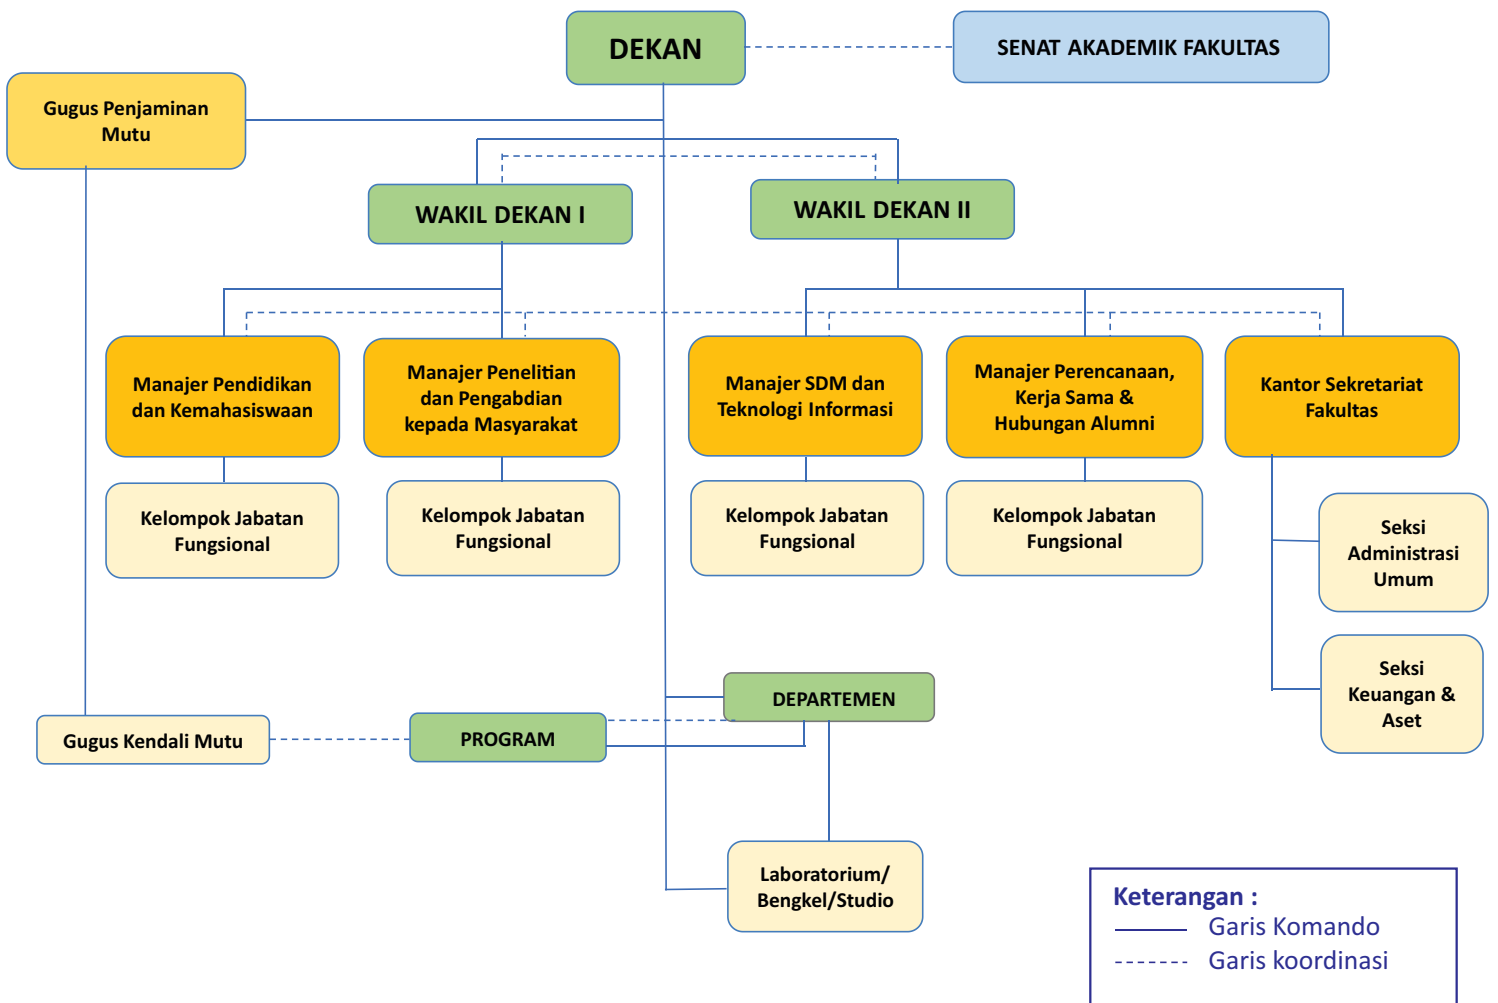 DEKAN
SENAT AKADEMIK FAKULTAS
Gugus Penjaminan
Mutu
WAKIL DEKAN I
WAKIL DEKAN II
Manajer Pendidikan
dan Kemahasiswaan
Manajer Penelitian
dan Pengabdian
kepada Masyarakat
Manajer SDM dan
Teknologi Informasi
Manajer Perencanaan,
Kerja Sama &
Hubungan Alumni
Kantor Sekretariat
Fakultas
Kelompok Jabatan
Fungsional
Kelompok Jabatan
Fungsional
Kelompok Jabatan
Fungsional
Kelompok Jabatan
Fungsional
Seksi
Administrasi
Umum
Seksi
Keuangan &
Aset
DEPARTEMEN
Gugus Kendali Mutu
PROGRAM
Laboratorium/
Bengkel/Studio
Keterangan :
Garis Komando
Garis koordinasi